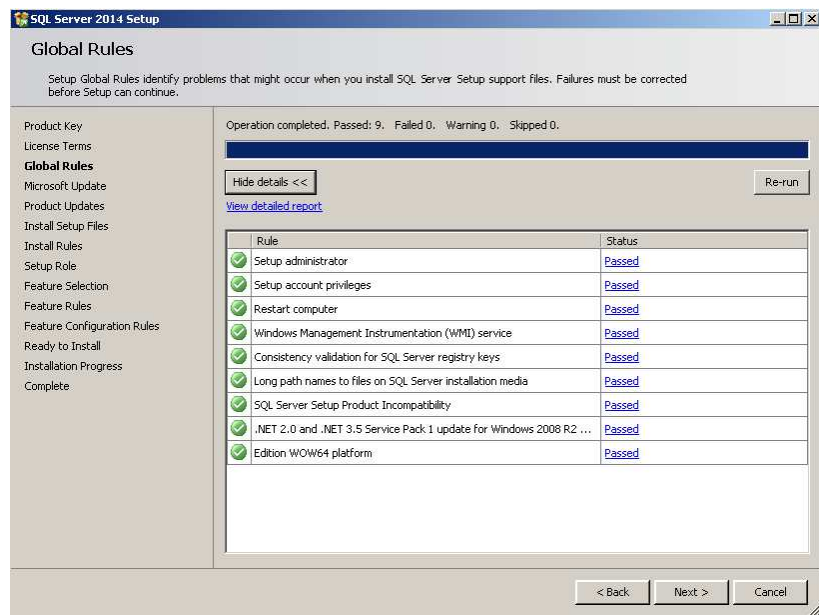 SQL Server 2014 Setup
Global Rules
Setup Global Rules identify problems that might occur when you install SQL Server Setup support files. Failures must be corrected
before Setup can continue.
Product Key
License Terms
Global Rules
Microsoft Update
Product Updates
Install Setup Files
Install Rules
Setup Role
Feature Selection
Feature Rules
Feature Configuration Rules
Ready to Install
Installation Progress
Complete
Operation completed. Passed: 9. Failed 0. Warning 0. Skipped 0.
Hide details <<
Re-run
View detailed report
Rule Status
Setup administrator Passed
Setup account privileges Passed
Restart computer Passed
Windows Management Instrumentation (WMI) service Passed
Consistency validation for SQL Server registry keys Passed
Long path names to files on SQL Server installation media Passed
SQL Server Setup Product Incompatibility Passed
.NET 2.0 and .NET 3.5 Service Pack 1 update for Windows 2008 R2 ... Passed
Edition WOW64 platform Passed
< Back Next > Cancel